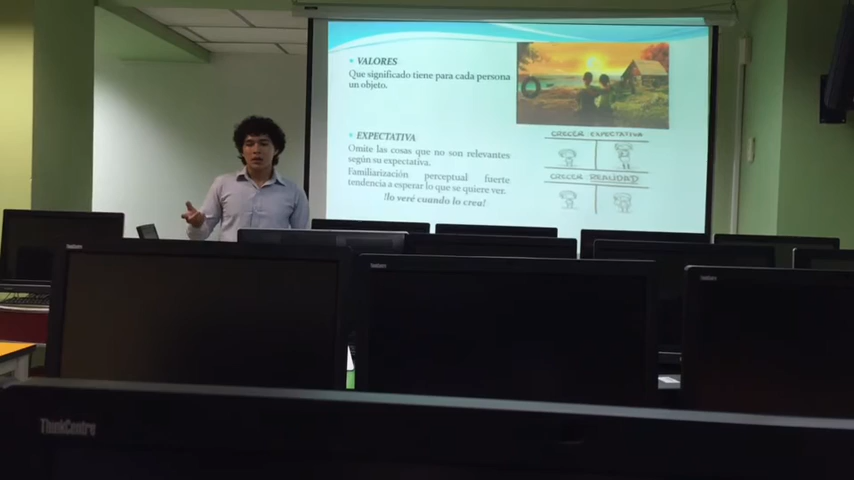 VALORES
Que significado tiene para cada persona
un objeto.
EXPECTATIVA
Omite las cosas que no son relevantes
según su expectativa.
Familiarización perceptual fuerte
tendencia a esperar lo que se quiere ver.
!lo veré cuando lo crea!
CRECER EXPECTATIVA
CRECER REALIDAD
ThinkCentre